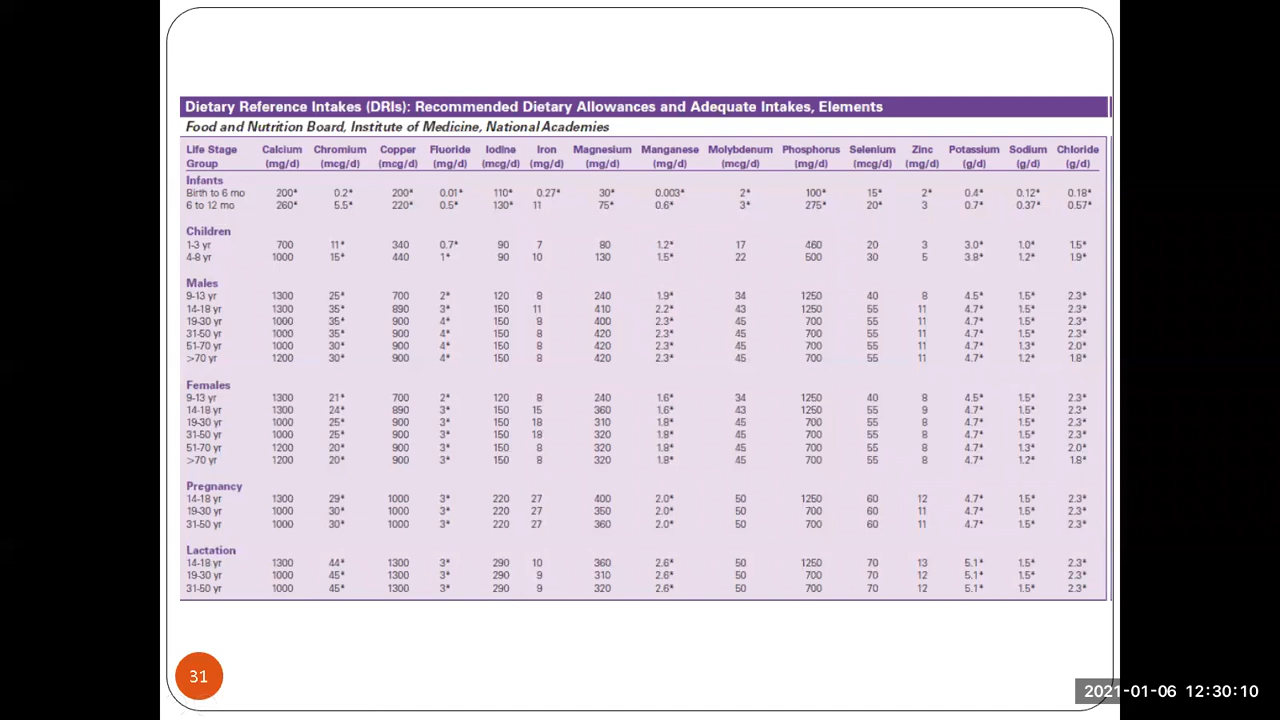 Dietary Reference Intakes (DRIs): Recommended Dietary Allowances and Adequate Intakes, Elements
Food and Nutrition Board, Institute of Medicine, National Academies
Life Stage Calcium Chromium Copper Fluoride Iodine Iron Magnesium Manganese Molybdenum Phosphorus Selenium Zinc Potassium Sodium Chloride
Group (mg/d) (mcg/d) (mcg/d) (mg/d) (mcg/d) (mg/d) (mg/d) (mg/d) (mcg/d) (mg/d) (mcg/d) (mg/d) (g/d) (g/d) (g/d)
Infants
Birth to 6 mo 200* 0.2* 200* 0.01* 110* 0.27* 30* 0.003* 2* 100* 15* 2* 0.4* 0.12* 0.18*
6 to 12 mo 260* 5.5* 220* 0.5* 130* 11 75* 0.6* 3* 275* 20* 3 0.7* 0.37* 0.57*
Children
1-3 yr 700 11* 340 0.7* 90 7 80 1.2* 17 460 20 3 3.0* 1.0* 1.5*
4-8 yr 1000 15* 440 1* 90 10 130 1.5* 22 500 30 5 3.8* 1.2* 1.9*
Males
9-13 yr 1300 25* 700 2* 120 8 240 1.9* 34 1250 40 8 4.5* 1.5* 2.3*
14-18 yr 1300 35* 890 3* 150 11 410 2.2* 43 1250 55 11 4.7* 1.5* 2.3*
19-30 yr 1000 35* 900 4* 150 8 400 2.3* 45 700 55 11 4.7* 1.5* 2.3*
31-50 yr 1000 35* 900 4* 150 8 420 2.3* 45 700 55 11 4.7* 1.5* 2.3*
51-70 yr 1000 30* 900 4* 150 8 420 2.3* 45 700 55 11 4.7* 1.3* 2.0*
>70 yr 1200 30* 900 4* 150 8 420 2.3* 45 700 55 11 4.7* 1.2* 1.8*
Females
9-13 yr 1300 21* 700 2* 120 8 240 1.6* 34 1250 40 8 4.5* 1.5* 2.3*
14-18 yr 1300 24* 890 3* 150 15 360 1.6* 43 1250 55 9 4.7* 1.5* 2.3*
19-30 yr 1000 25* 900 3* 150 18 310 1.8* 45 700 55 8 4.7* 1.5* 2.3*
31-50 yr 1000 25* 900 3* 150 18 320 1.8* 45 700 55 8 4.7* 1.5* 2.3*
51-70 yr 1200 20* 900 3* 150 8 320 1.8* 45 700 55 8 4.7* 1.3* 2.0*
>70 yr 1200 20* 900 3* 150 8 320 1.8* 45 700 55 8 4.7* 1.2* 1.8*
Pregnancy
14-18 yr 1300 29* 1000 3* 220 27 400 2.0* 50 1250 60 12 4.7* 1.5* 2.3*
19-30 yr 1000 30* 1000 3* 220 27 350 2.0* 50 700 60 11 4.7* 1.5* 2.3*
31-50 yr 1000 30* 1000 3* 220 27 360 2.0* 50 700 60 11 4.7* 1.5* 2.3*
Lactation
14-18 yr 1300 44* 1300 3* 290 10 360 2.6* 50 1250 70 13 5.1* 1.5* 2.3*
19-30 yr 1000 45* 1300 3* 290 9 310 2.6* 50 700 70 12 5.1* 1.5* 2.3*
31-50 yr 1000 45* 1300 3* 290 9 320 2.6* 50 700 70 12 5.1* 1.5* 2.3*
31
2021-01-06 12:30:10